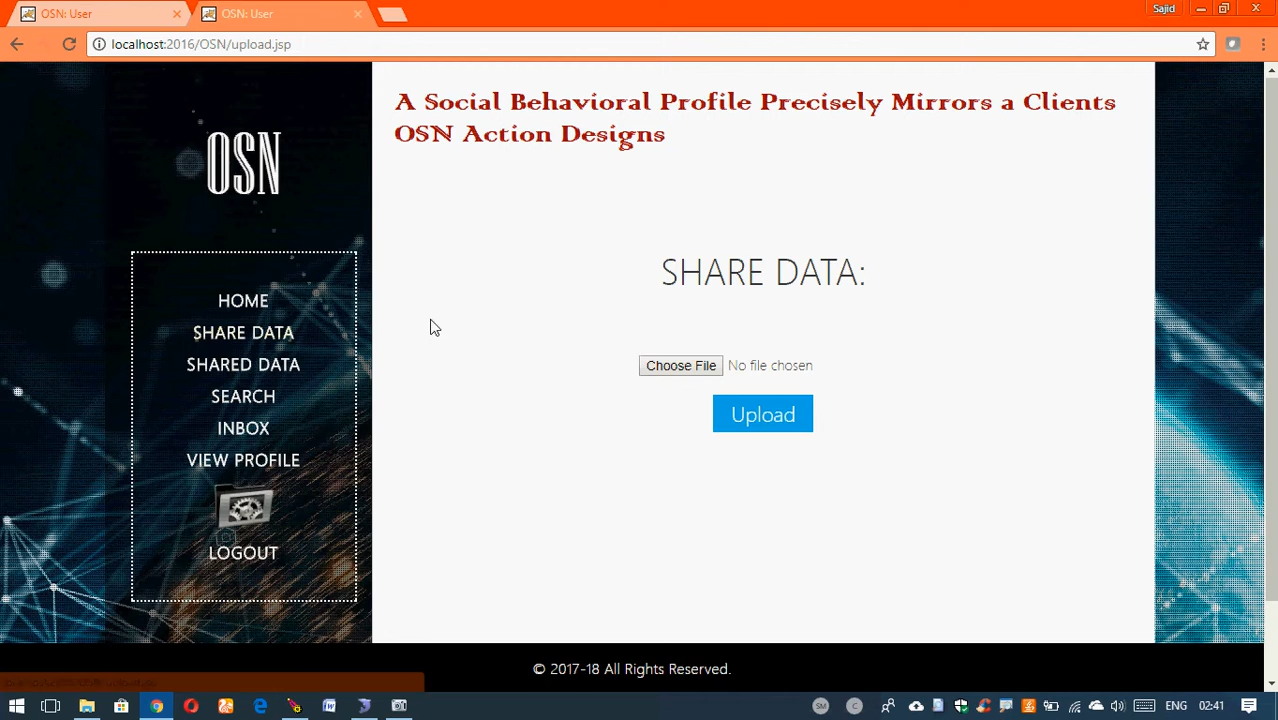 OSN: User
OSN: User
Sajid
localhost:2016/OSN/upload.jsp
A Social Behavioral Profile Precisely Mirrors a Clients
OSN Action Designs
OSN
SHARE DATA:
HOME
SHARE DATA
SHARED DATA
SEARCH
INBOX
VIEW PROFILE
LOGOUT
Choose File No file chosen
Upload
© 2017-18 All Rights Reserved.
ENG 02:41